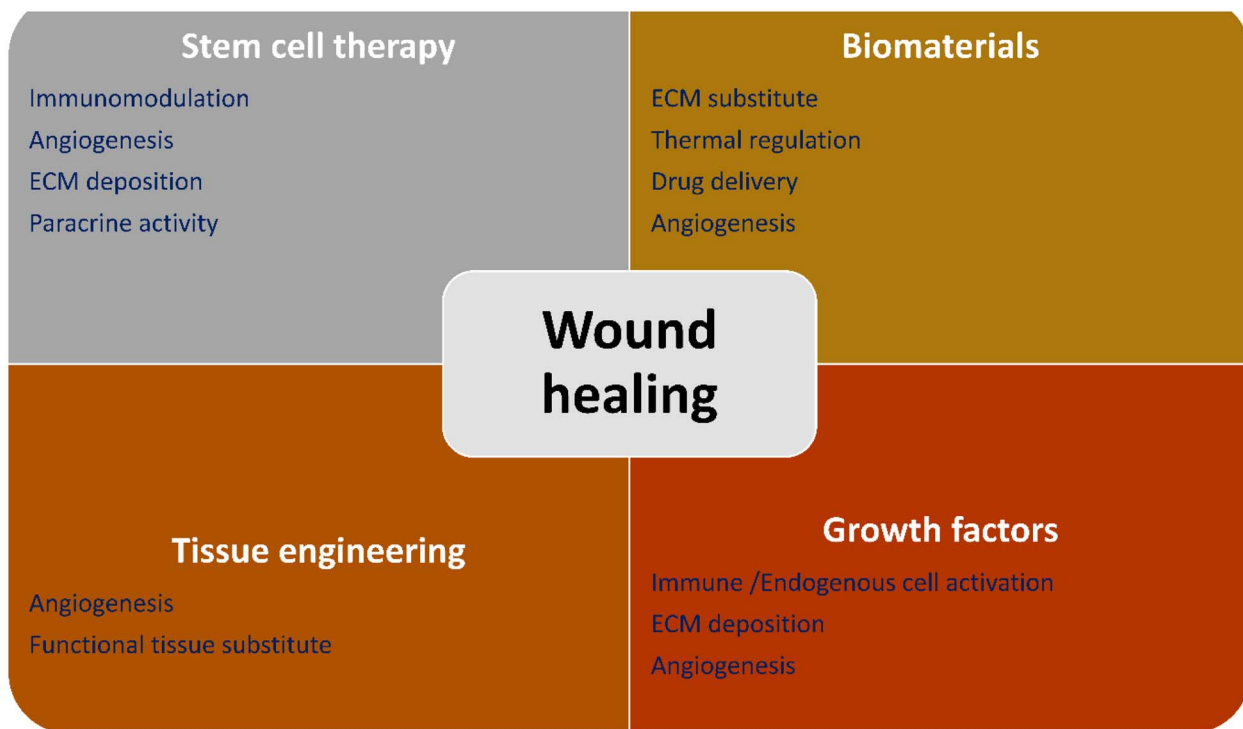 Stem cell therapy
Immunomodulation
Angiogenesis
ECM deposition
Paracrine activity
Biomaterials
ECM substitute
Thermal regulation
Drug delivery
Angiogenesis
Wound
healing
Tissue engineering
Angiogenesis
Functional tissue substitute
Growth factors
Immune /Endogenous cell activation
ECM deposition
Angiogenesis